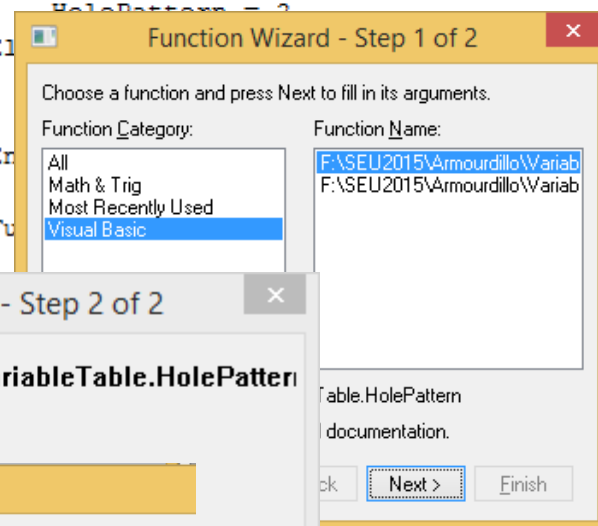 HolePattern = 2
Function Wizard - Step 1 of 2
Choose a function and press Next to fill in its arguments.
Function Category:
Function Name:
All
Math & Trig
Most Recently Used
Visual Basic
F:\SEU2015\Armourdillo\Variab
F:\SEU2015\Armourdillo\Variab
- Step 2 of 2
riableTable.HolePattern
Table.HolePattern
documentation.
ck
Next >
Finish